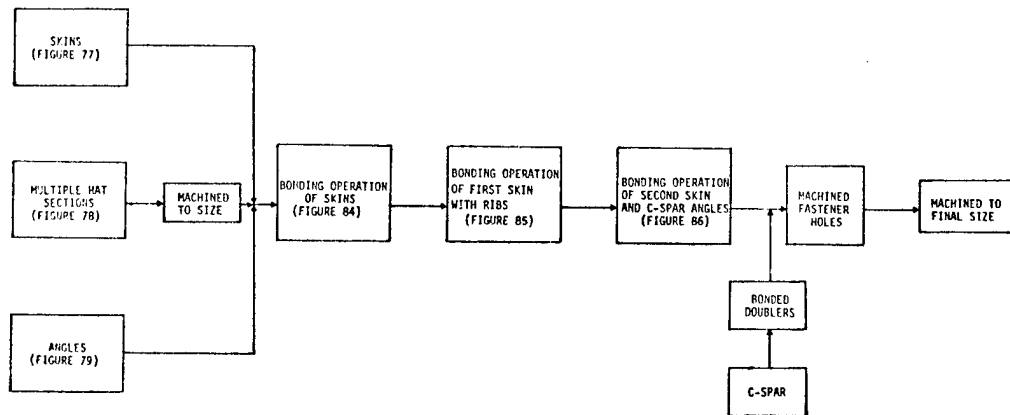 SKINS
(FIGURE 77)
MULTIPLE HAT
SECTIONS
(FIGURE 78)
MACHINED
TO SIZE
ANGLES
(FIGURE 79)
BONDING OPERATION
OF SKINS
(FIGURE 84)
BONDING OPERATION
OF FIRST SKIN
WITH RIBS
(FIGURE 85)
BONDING OPERATION
OF SECOND SKIN
AND C-SPAR ANGLES
(FIGURE 86)
MACHINED
FASTENER
HOLES
MACHINED TO
FINAL SIZE
BONDED
DOUBLERS
C-SPAR